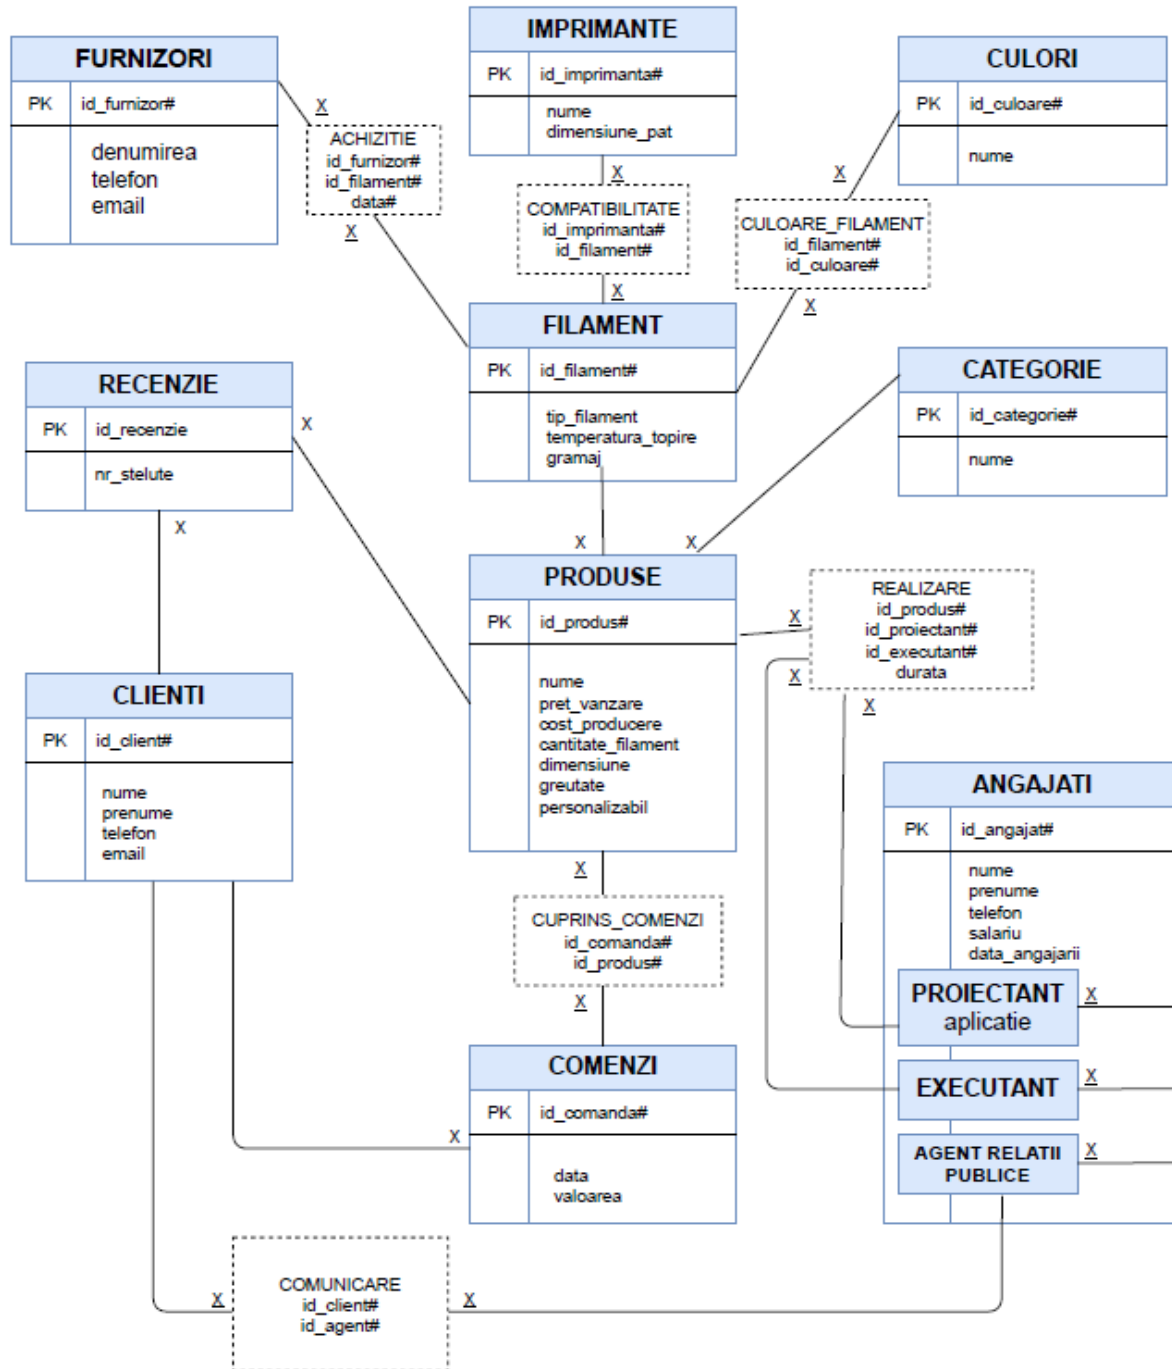 FURNIZORI
PK id_furnizor#
denumirea
telefon
email
X
ACHIZITIE
id_furnizor#
id_filament#
data#
X
IMPRIMANTE
PK id_imprimanta#
nume
dimensiune_pat
X
COMPATIBILITATE
id_imprimanta#
id_filament#
X
CULORI
PK id_culoare#
nume
X
CULOARE_FILAMENT
id_filament#
id_culoare#
X
FILAMENT
PK id_filament#
tip_filament
temperatura_topire
gramaj
X
RECENZIE
PK id_recenzie
nr_stelute
X
X
CATEGORIE
PK id_categorie#
nume
X
PRODUSE
PK id_produs#
nume
pret_vanzare
cost_producere
cantitate_filament
dimensiune
greutate
personalizabil
X
X
REALIZARE
id_produs#
id_proiectant#
id_executant#
durata
X
X
CLIENTI
PK id_client#
nume
prenume
telefon
email
CUPRINS_COMENZI
id_comanda#
id_produs#
X
ANGAJATI
PK id_angajat#
nume
prenume
telefon
salariu
data_angajarii
PROIECTANT
aplicatie
X
EXECUTANT
X
AGENT RELATII
PUBLICE
X
COMENZI
PK id_comanda#
data
valoarea
X
X
COMUNICARE
id_client#
id_agent#
X